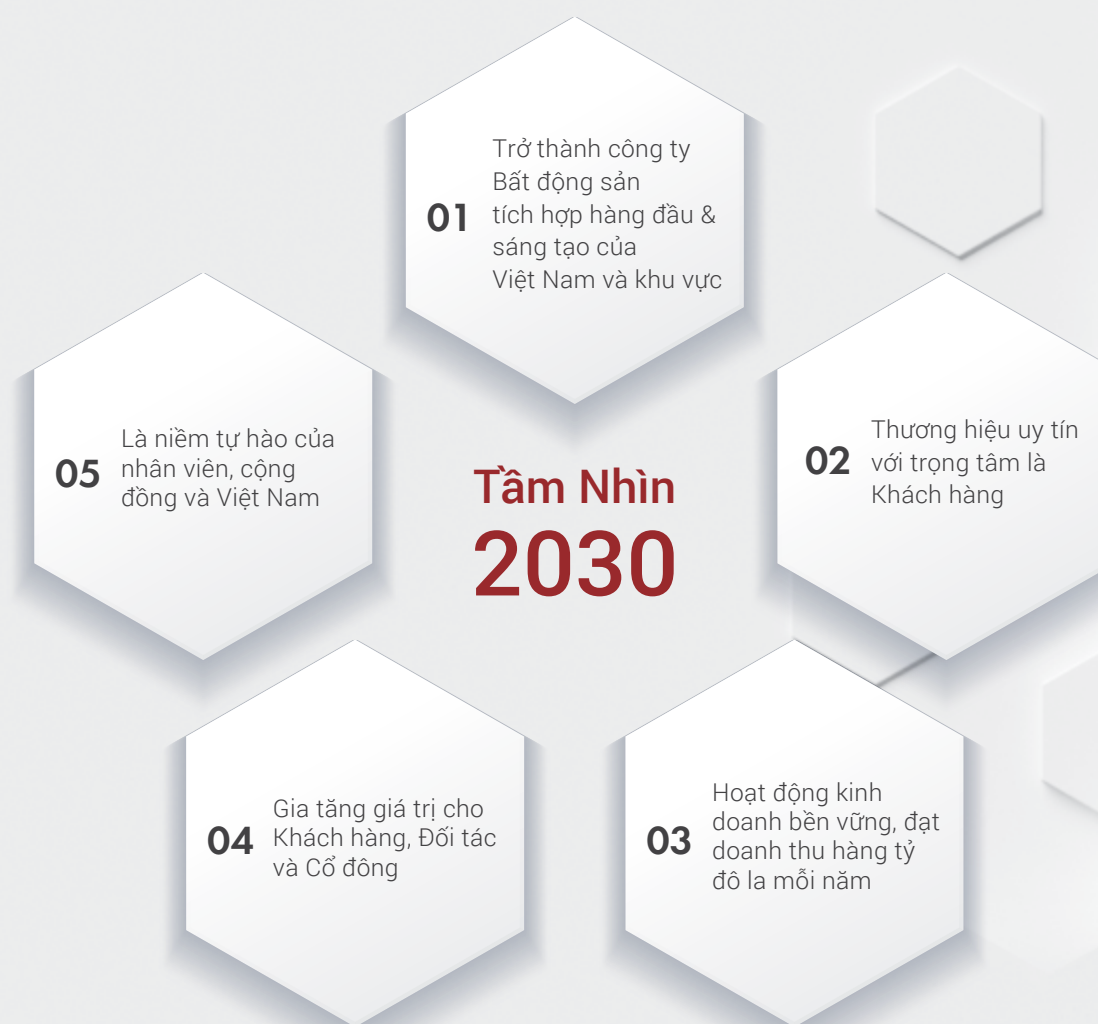 Tầm Nhìn
2030
01
Trở thành công ty
Bất động sản
tích hợp hàng đầu &
sáng tạo của
Việt Nam và khu vực
02
Thương hiệu uy tín
với trọng tâm là
Khách hàng
03
Hoạt động kinh
doanh bền vững, đạt
doanh thu hàng tỷ
đô la mỗi năm
04
Gia tăng giá trị cho
Khách hàng, Đối tác
và Cổ đông
05
Là niềm tự hào của
nhân viên, cộng
đồng và Việt Nam